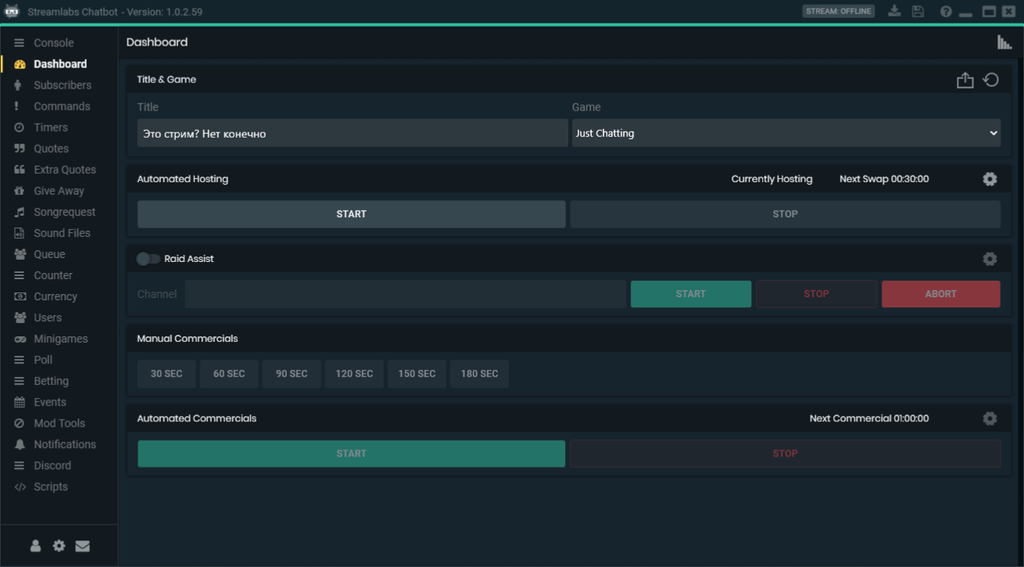 Streamlabs Chatbot - Version: 1.0.2.59
STREAM: OFFLINE
Console
Dashboard
Subscribers
Commands
Timers
Quotes
Extra Quotes
Give Away
Songrequest
Sound Files
Queue
Counter
Currency
Users
Minigames
Poll
Betting
Events
Mod Tools
Notifications
Discord
Scripts
Dashboard
Title & Game
Title
Game
Это стрим? Нет конечно
Just Chatting
Automated Hosting
Currently Hosting
Next Swap 00:30:00
START
STOP
Raid Assist
Channel
START
STOP
ABORT
Manual Commercials
30 SEC
60 SEC
90 SEC
120 SEC
150 SEC
180 SEC
Automated Commercials
Next Commercial 01:00:00
START
STOP